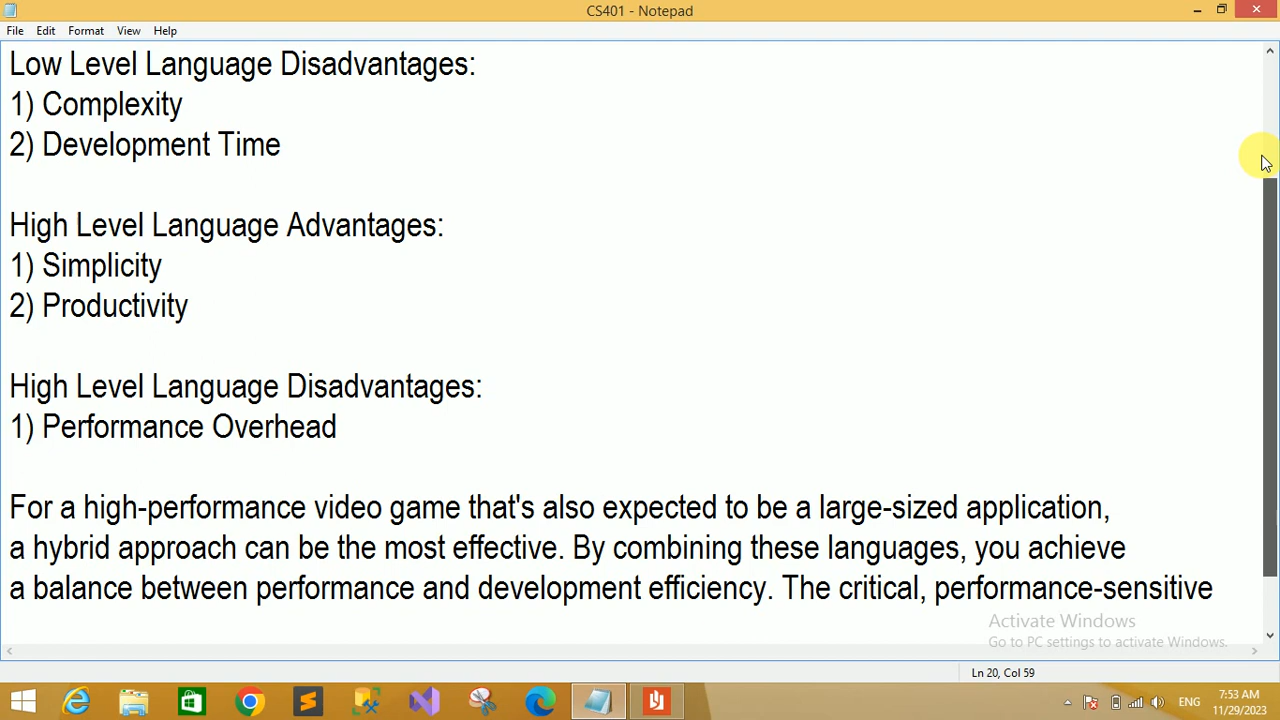 CS401 - Notepad
File Edit Format View Help
Low Level Language Disadvantages:
1) Complexity
2) Development Time
High Level Language Advantages:
1) Simplicity
2) Productivity
High Level Language Disadvantages:
1) Performance Overhead
For a high-performance video game that's also expected to be a large-sized application,
a hybrid approach can be the most effective. By combining these languages, you achieve
a balance between performance and development efficiency. The critical, performance-sensitive
Activate Windows
Go to PC settings to activate Windows.
Ln 20, Col 59
ENG
7:53 AM
11/29/2023